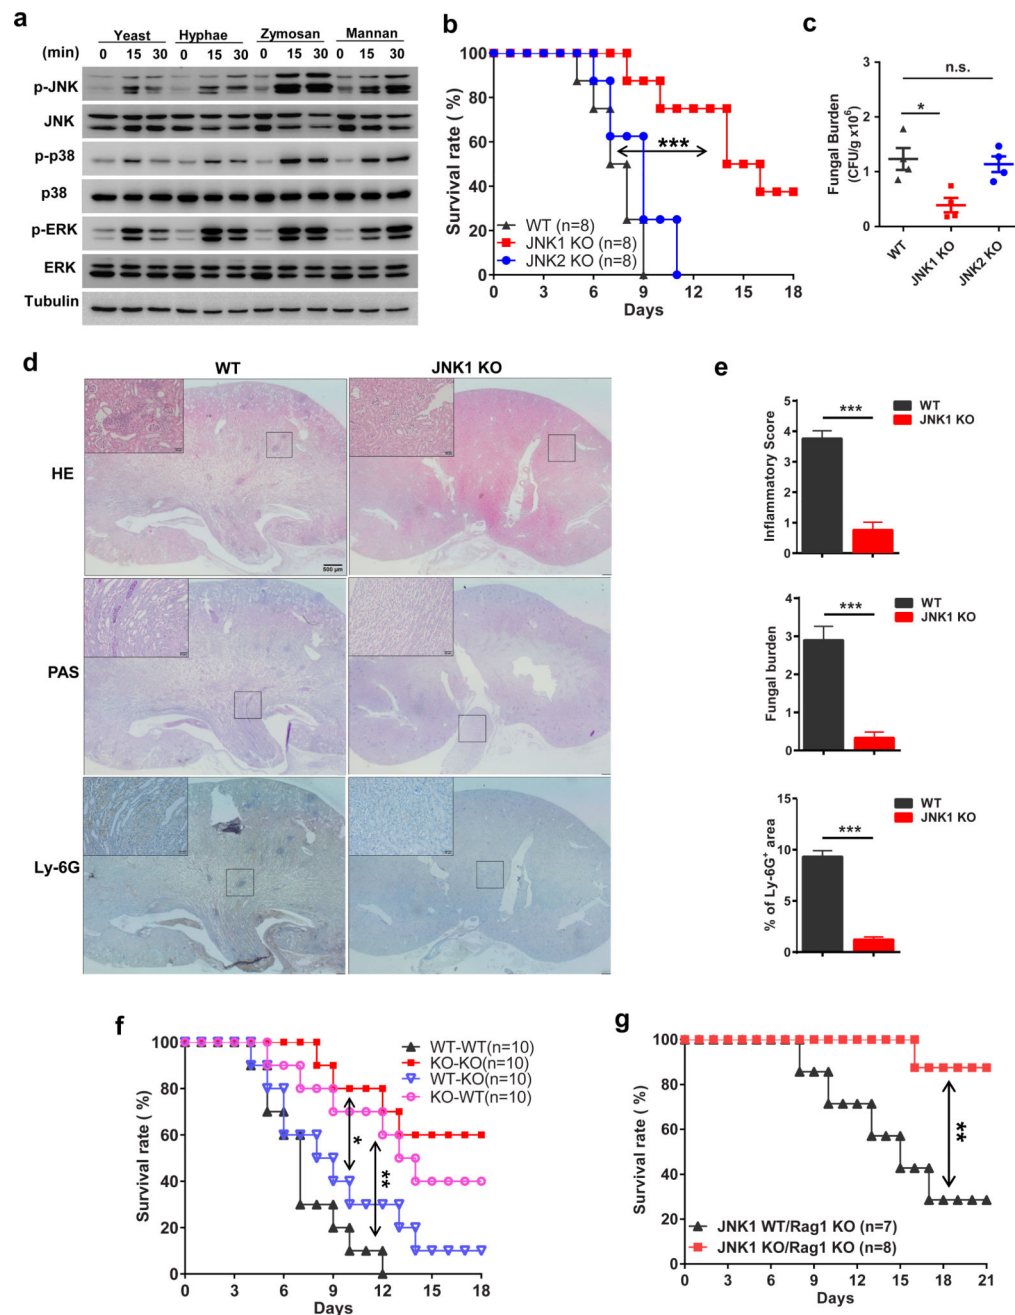 a
Yeast Hyphae Zymosan Mannan
(min) 0 15 30 0 15 30 0 15 30 0 15 30
p-JNK
JNK
p-p38
p38
p-ERK
ERK
Tubulin
b
Survival rate ( %)
100
80
60
40
20
0
***
WT (n=8)
JNK1 KO (n=8)
JNK2 KO (n=8)
0 3 6 9 12 15 18
Days
c
Fungal Burden
(CFU/g x10⁶)
n.s.
*
3
2
1
0
WT
JNK1 KO
JNK2 KO
d
WT JNK1 KO
HE
500 μm
PAS
Ly-6G
e
WT
JNK1 KO
***
Inflammatory Score
5
4
3
2
1
0
WT
JNK1 KO
***
Fungal burden
4
3
2
1
0
WT
JNK1 KO
***
% of Ly-6G⁺ area
15
10
5
0
f
Survival rate ( %)
100
80
60
40
20
0
WT-WT(n=10)
KO-KO(n=10)
WT-KO(n=10)
KO-WT(n=10)
*
**
0 3 6 9 12 15 18
Days
g
Survival rate ( %)
100
80
60
40
20
0
**
JNK1 WT/Rag1 KO (n=7)
JNK1 KO/Rag1 KO (n=8)
0 3 6 9 12 15 18 21
Days